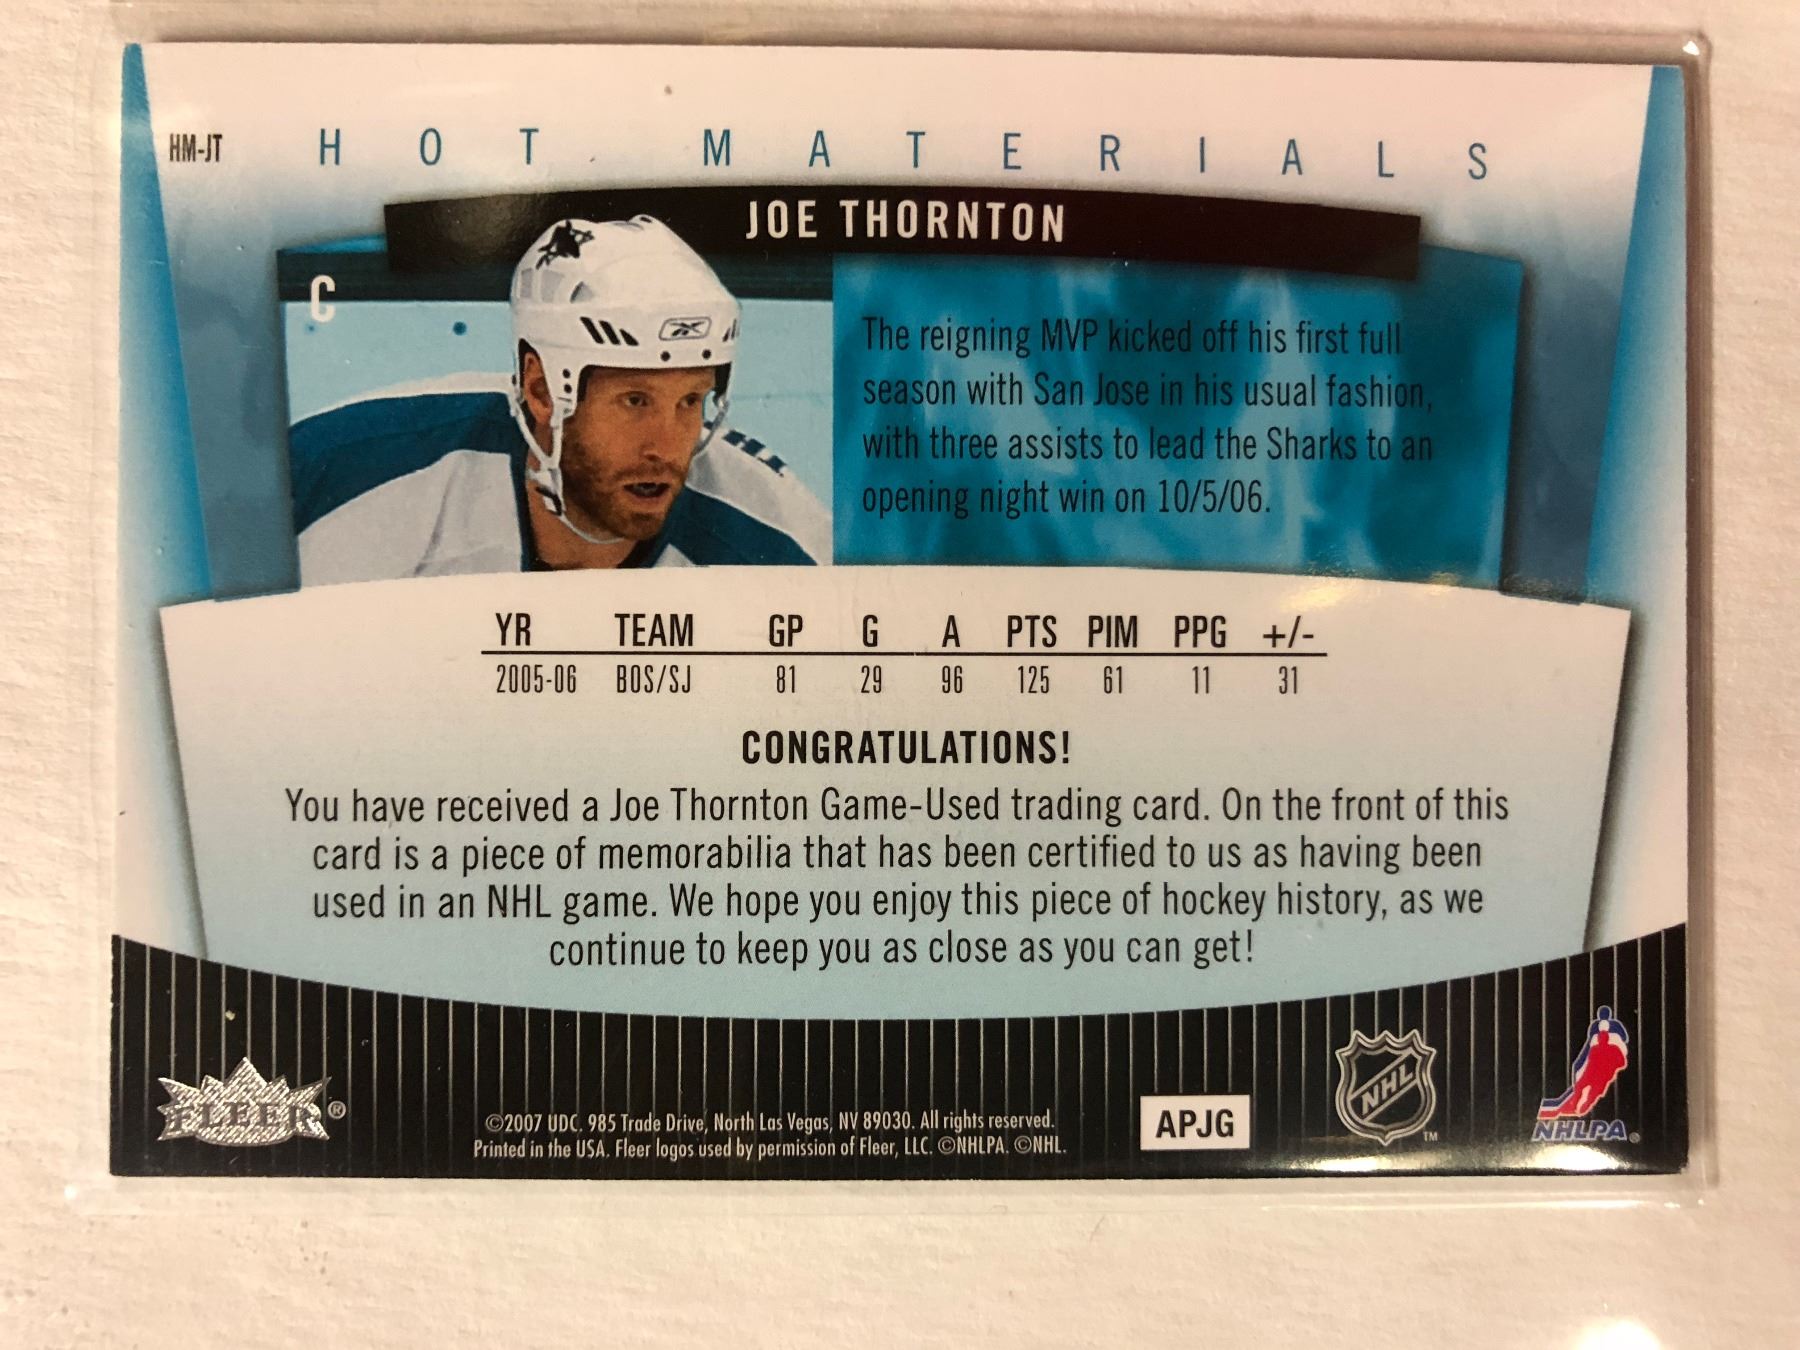 HM-JT
HOT MATERIALS
JOE THORNTON
C
The reigning MVP kicked off his first full
season with San Jose in his usual fashion,
with three assists to lead the Sharks to an
opening night win on 10/5/06.
YR TEAM GP G A PTS PIM PPG +/-
2005-06 BOS/SJ 81 29 96 125 61 11 31
CONGRATULATIONS!
You have received a Joe Thornton Game-Used trading card. On the front of this
card is a piece of memorabilia that has been certified to us as having been
used in an NHL game. We hope you enjoy this piece of hockey history, as we
continue to keep you as close as you can get!
FLEER®
©2007 UDC. 985 Trade Drive, North Las Vegas, NV 89030. All rights reserved.
Printed in the USA. Fleer logos used by permission of Fleer, LLC. ©NHLPA. ©NHL.
APJG
NHL™
NHLPA®